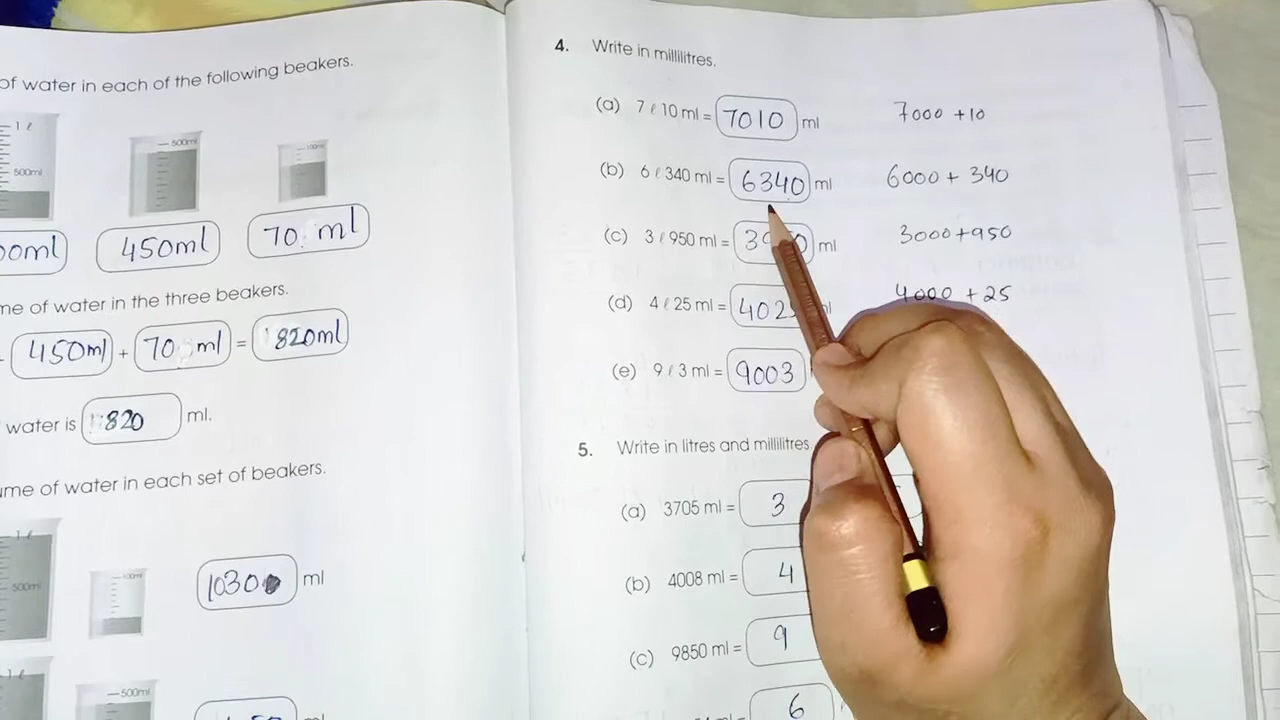 of water in each of the following beakers.
1 ℓ
500ml
500ml
100ml
450ml
70 ml
me of water in the three beakers.
450ml + 70 ml = 820ml
water is 820 ml.
ume of water in each set of beakers.
1 ℓ
500ml
100ml
1030 ml
1 ℓ
500ml
4. Write in millilitres.
(a) 7 ℓ 10 ml = 7010 ml 7000 + 10
(b) 6 ℓ 340 ml = 6340 ml 6000 + 340
(c) 3 ℓ 950 ml = ml 3000 + 950
(d) 4 ℓ 25 ml = 4000 + 25
(e) 9 ℓ 3 ml = 9003
5. Write in litres and millilitres
(a) 3705 ml = 3
(b) 4008 ml = 4
(c) 9850 ml = 9
6